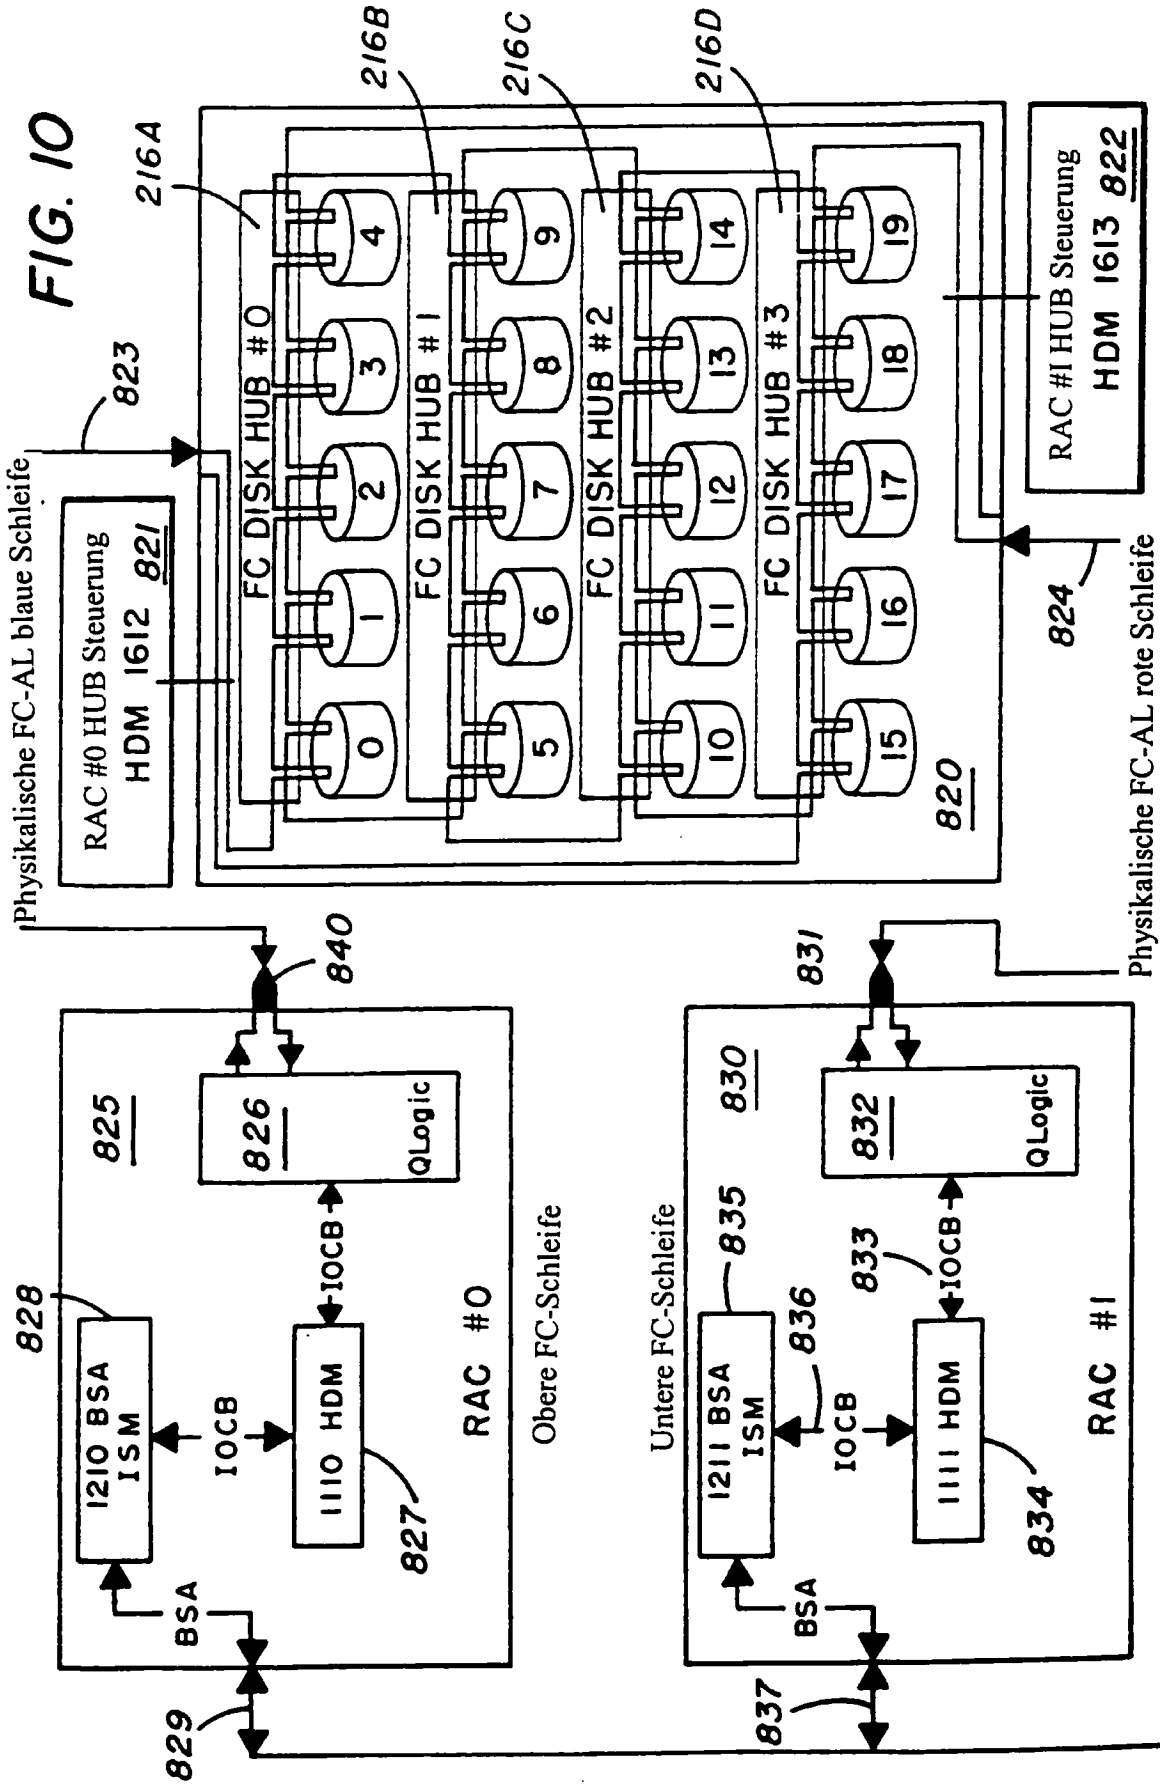 FIG. 10
Physikalische FC-AL blaue Schleife
823
RAC #0 HUB Steuerung
HDM 1612 821
216A
216B
216C
216D
FC DISK HUB #0
0 1 2 3 4
FC DISK HUB #1
5 6 7 8 9
FC DISK HUB #2
10 11 12 13 14
FC DISK HUB #3
15 16 17 18 19
820
RAC #1 HUB Steuerung
HDM 1613 822
824
Physikalische FC-AL rote Schleife
825
840
828
1210 BSA
ISM
BSA
IOCB
1110 HDM
827
IOCB
826
QLogic
RAC #0
829
Obere FC-Schleife
Untere FC-Schleife
830
831
835
1211 BSA
ISM
BSA
836
IOCB
1111 HDM
834
833
IOCB
832
QLogic
RAC #1
837